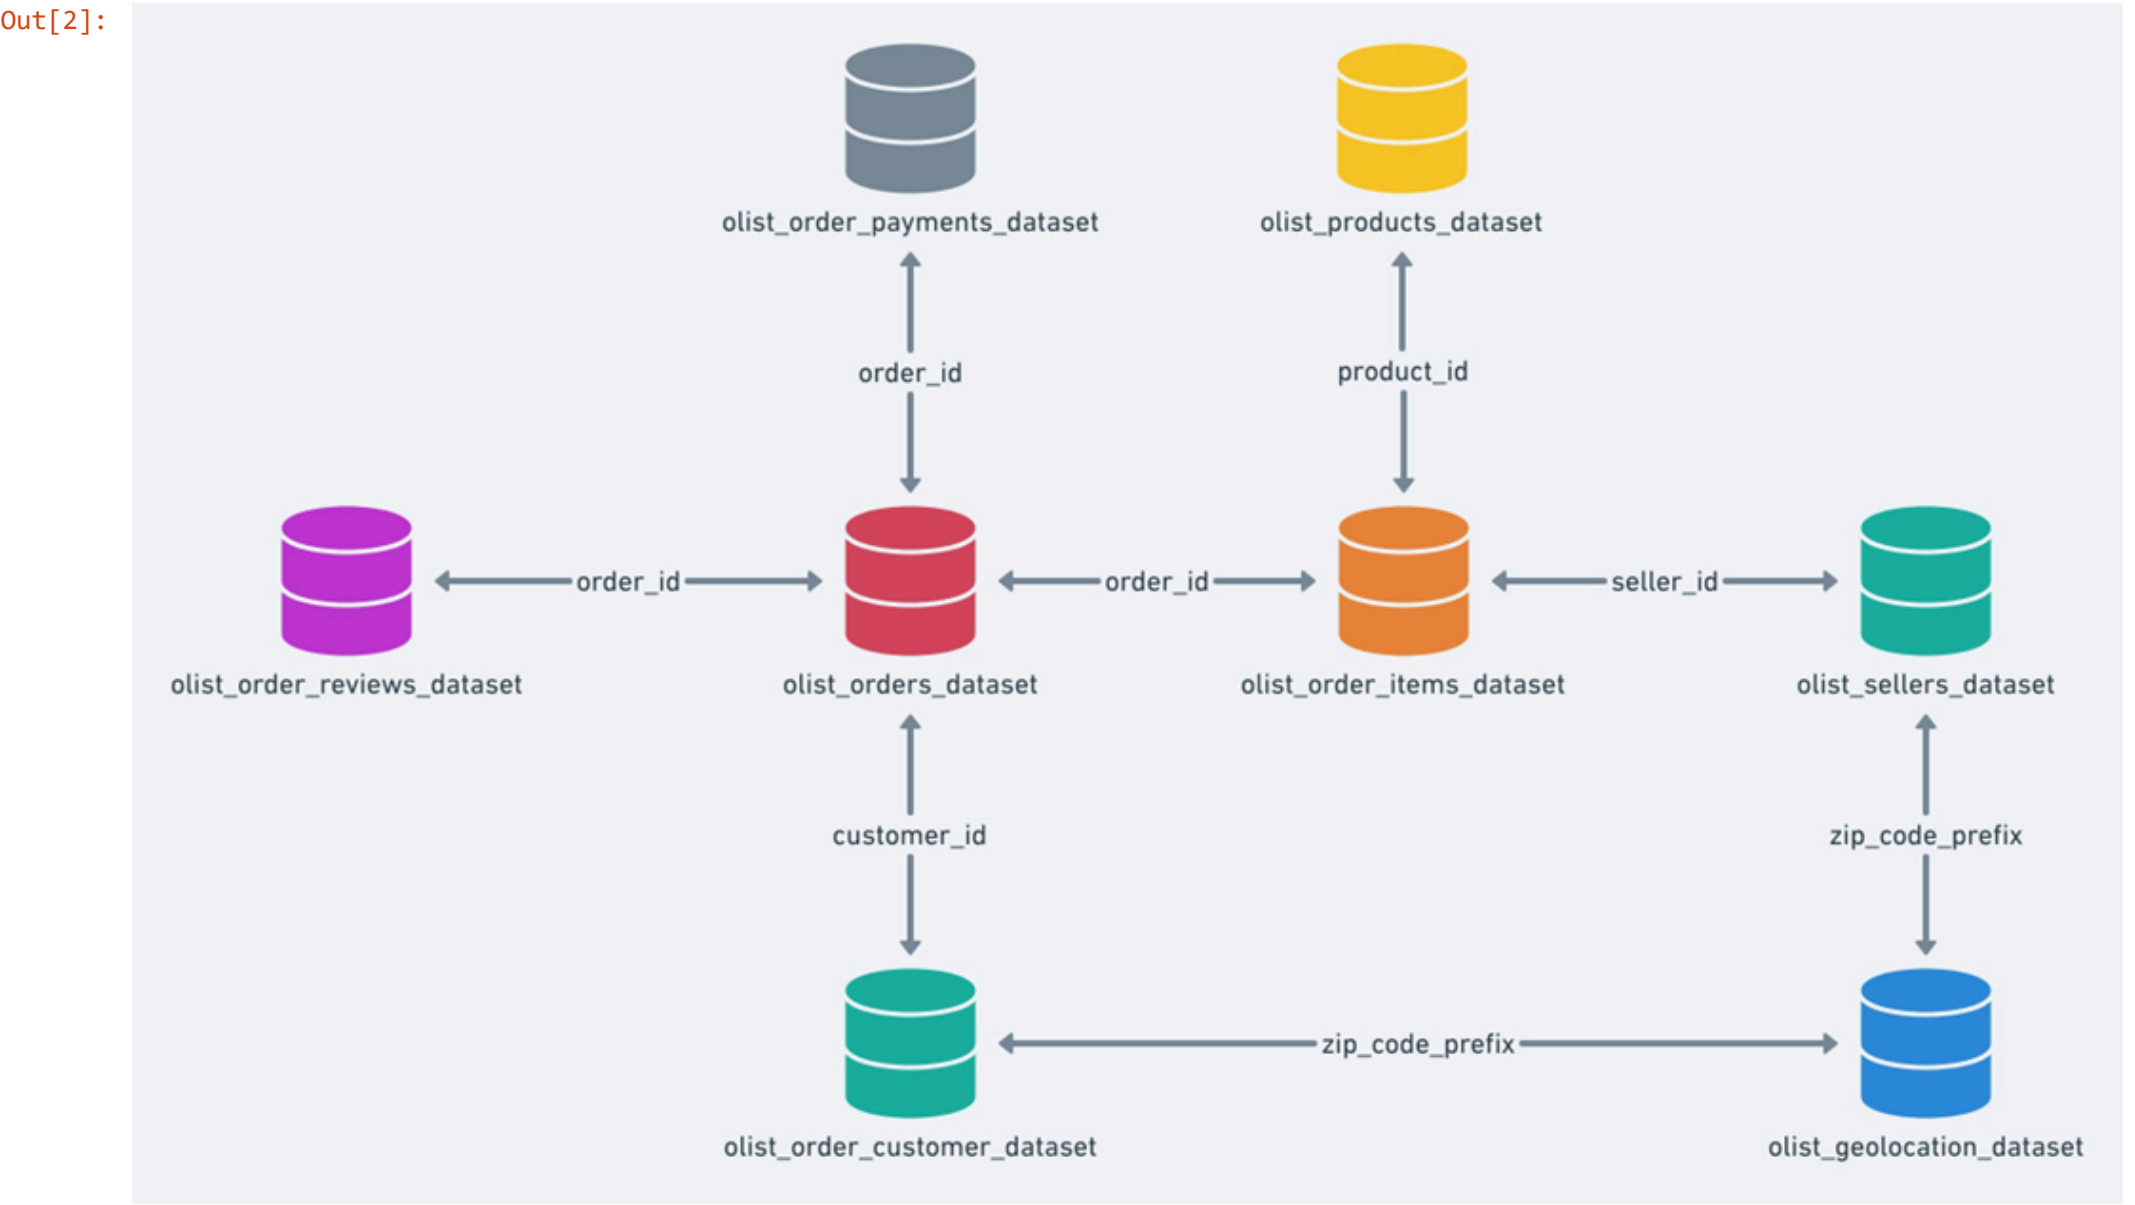 Out[2]:
olist_order_payments_dataset
olist_products_dataset
order_id
product_id
order_id
order_id
seller_id
olist_order_reviews_dataset
olist_orders_dataset
olist_order_items_dataset
olist_sellers_dataset
customer_id
zip_code_prefix
zip_code_prefix
olist_order_customer_dataset
olist_geolocation_dataset